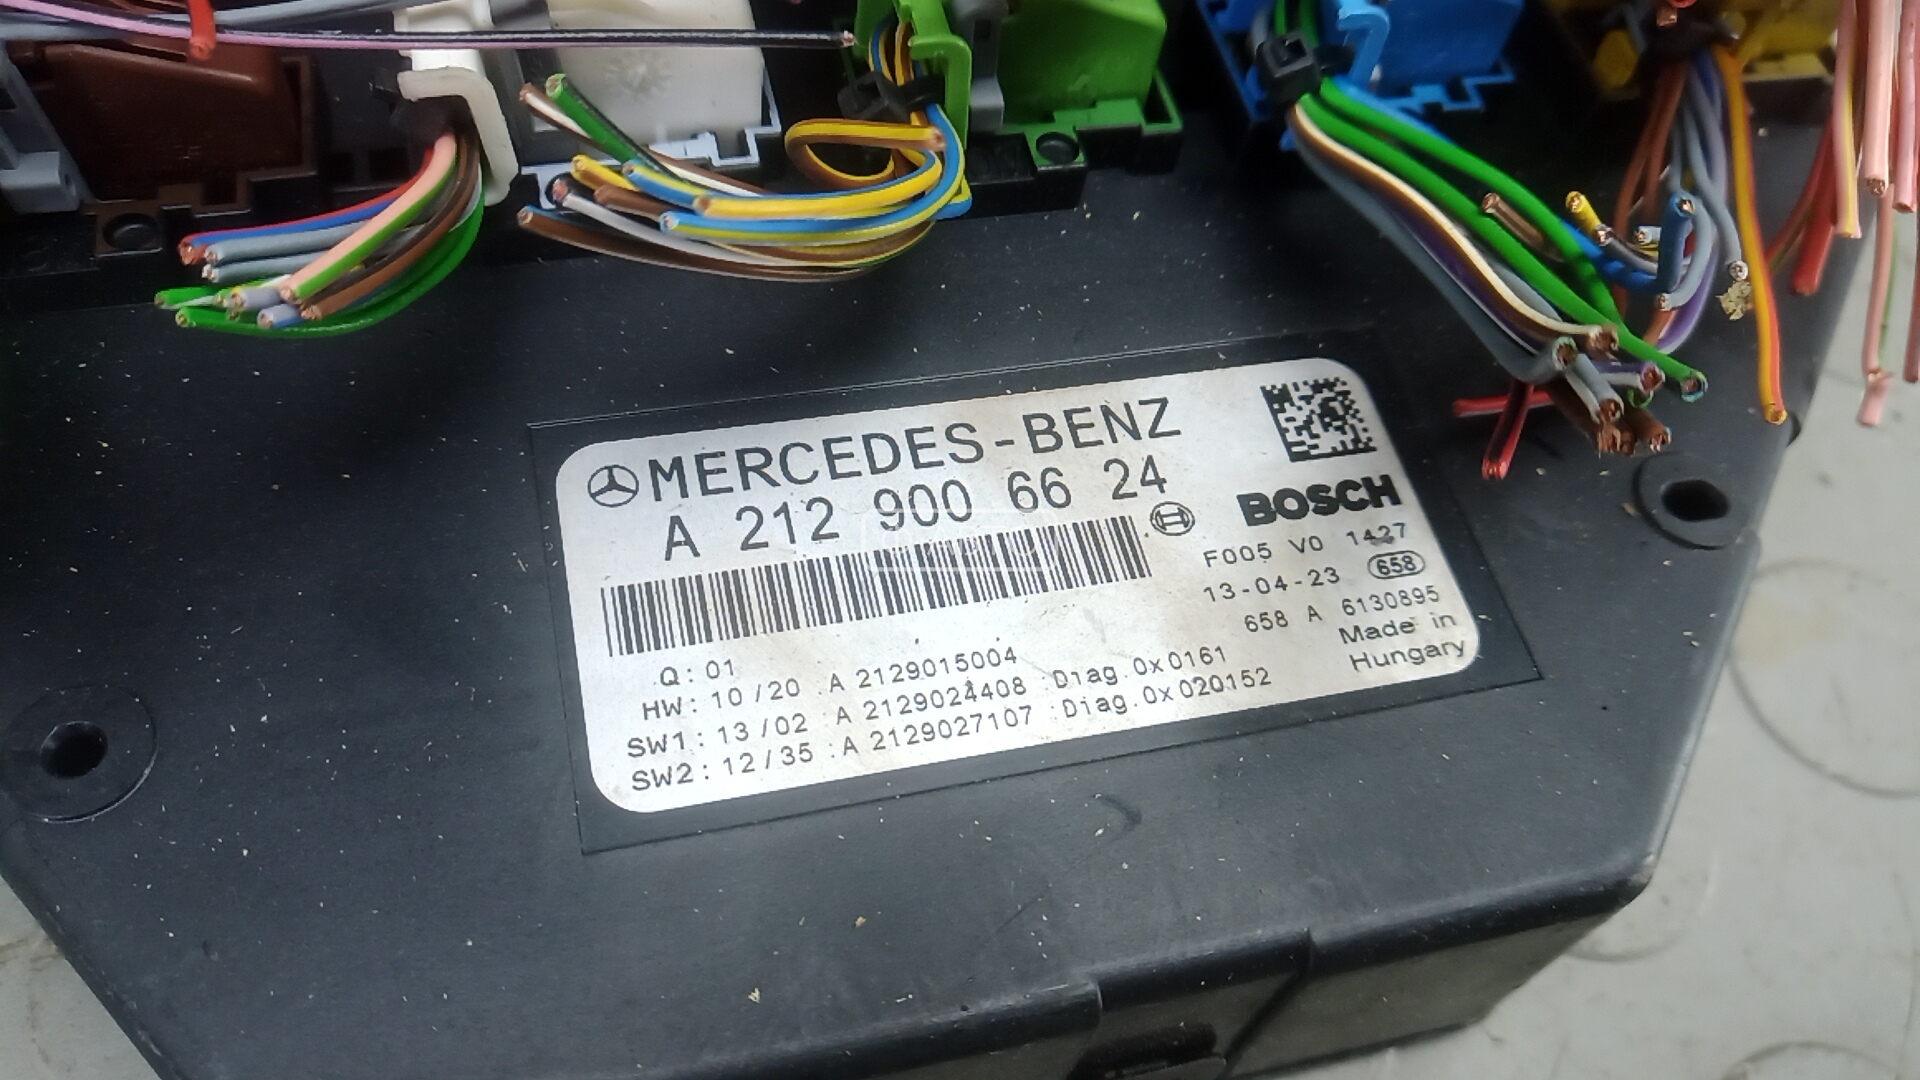 MERCEDES-BENZ
A 212 900 66 24
BOSCH
F005 V0 1427
13-04-23 658
658 A 6130895
Made in
Hungary
Q: 01
HW: 10/20 .A 2129015004
SW1: 13/02 :A 2129024408 :Diag.0x0161
SW2: 12/35 :A 2129027107 :Diag.0x020152